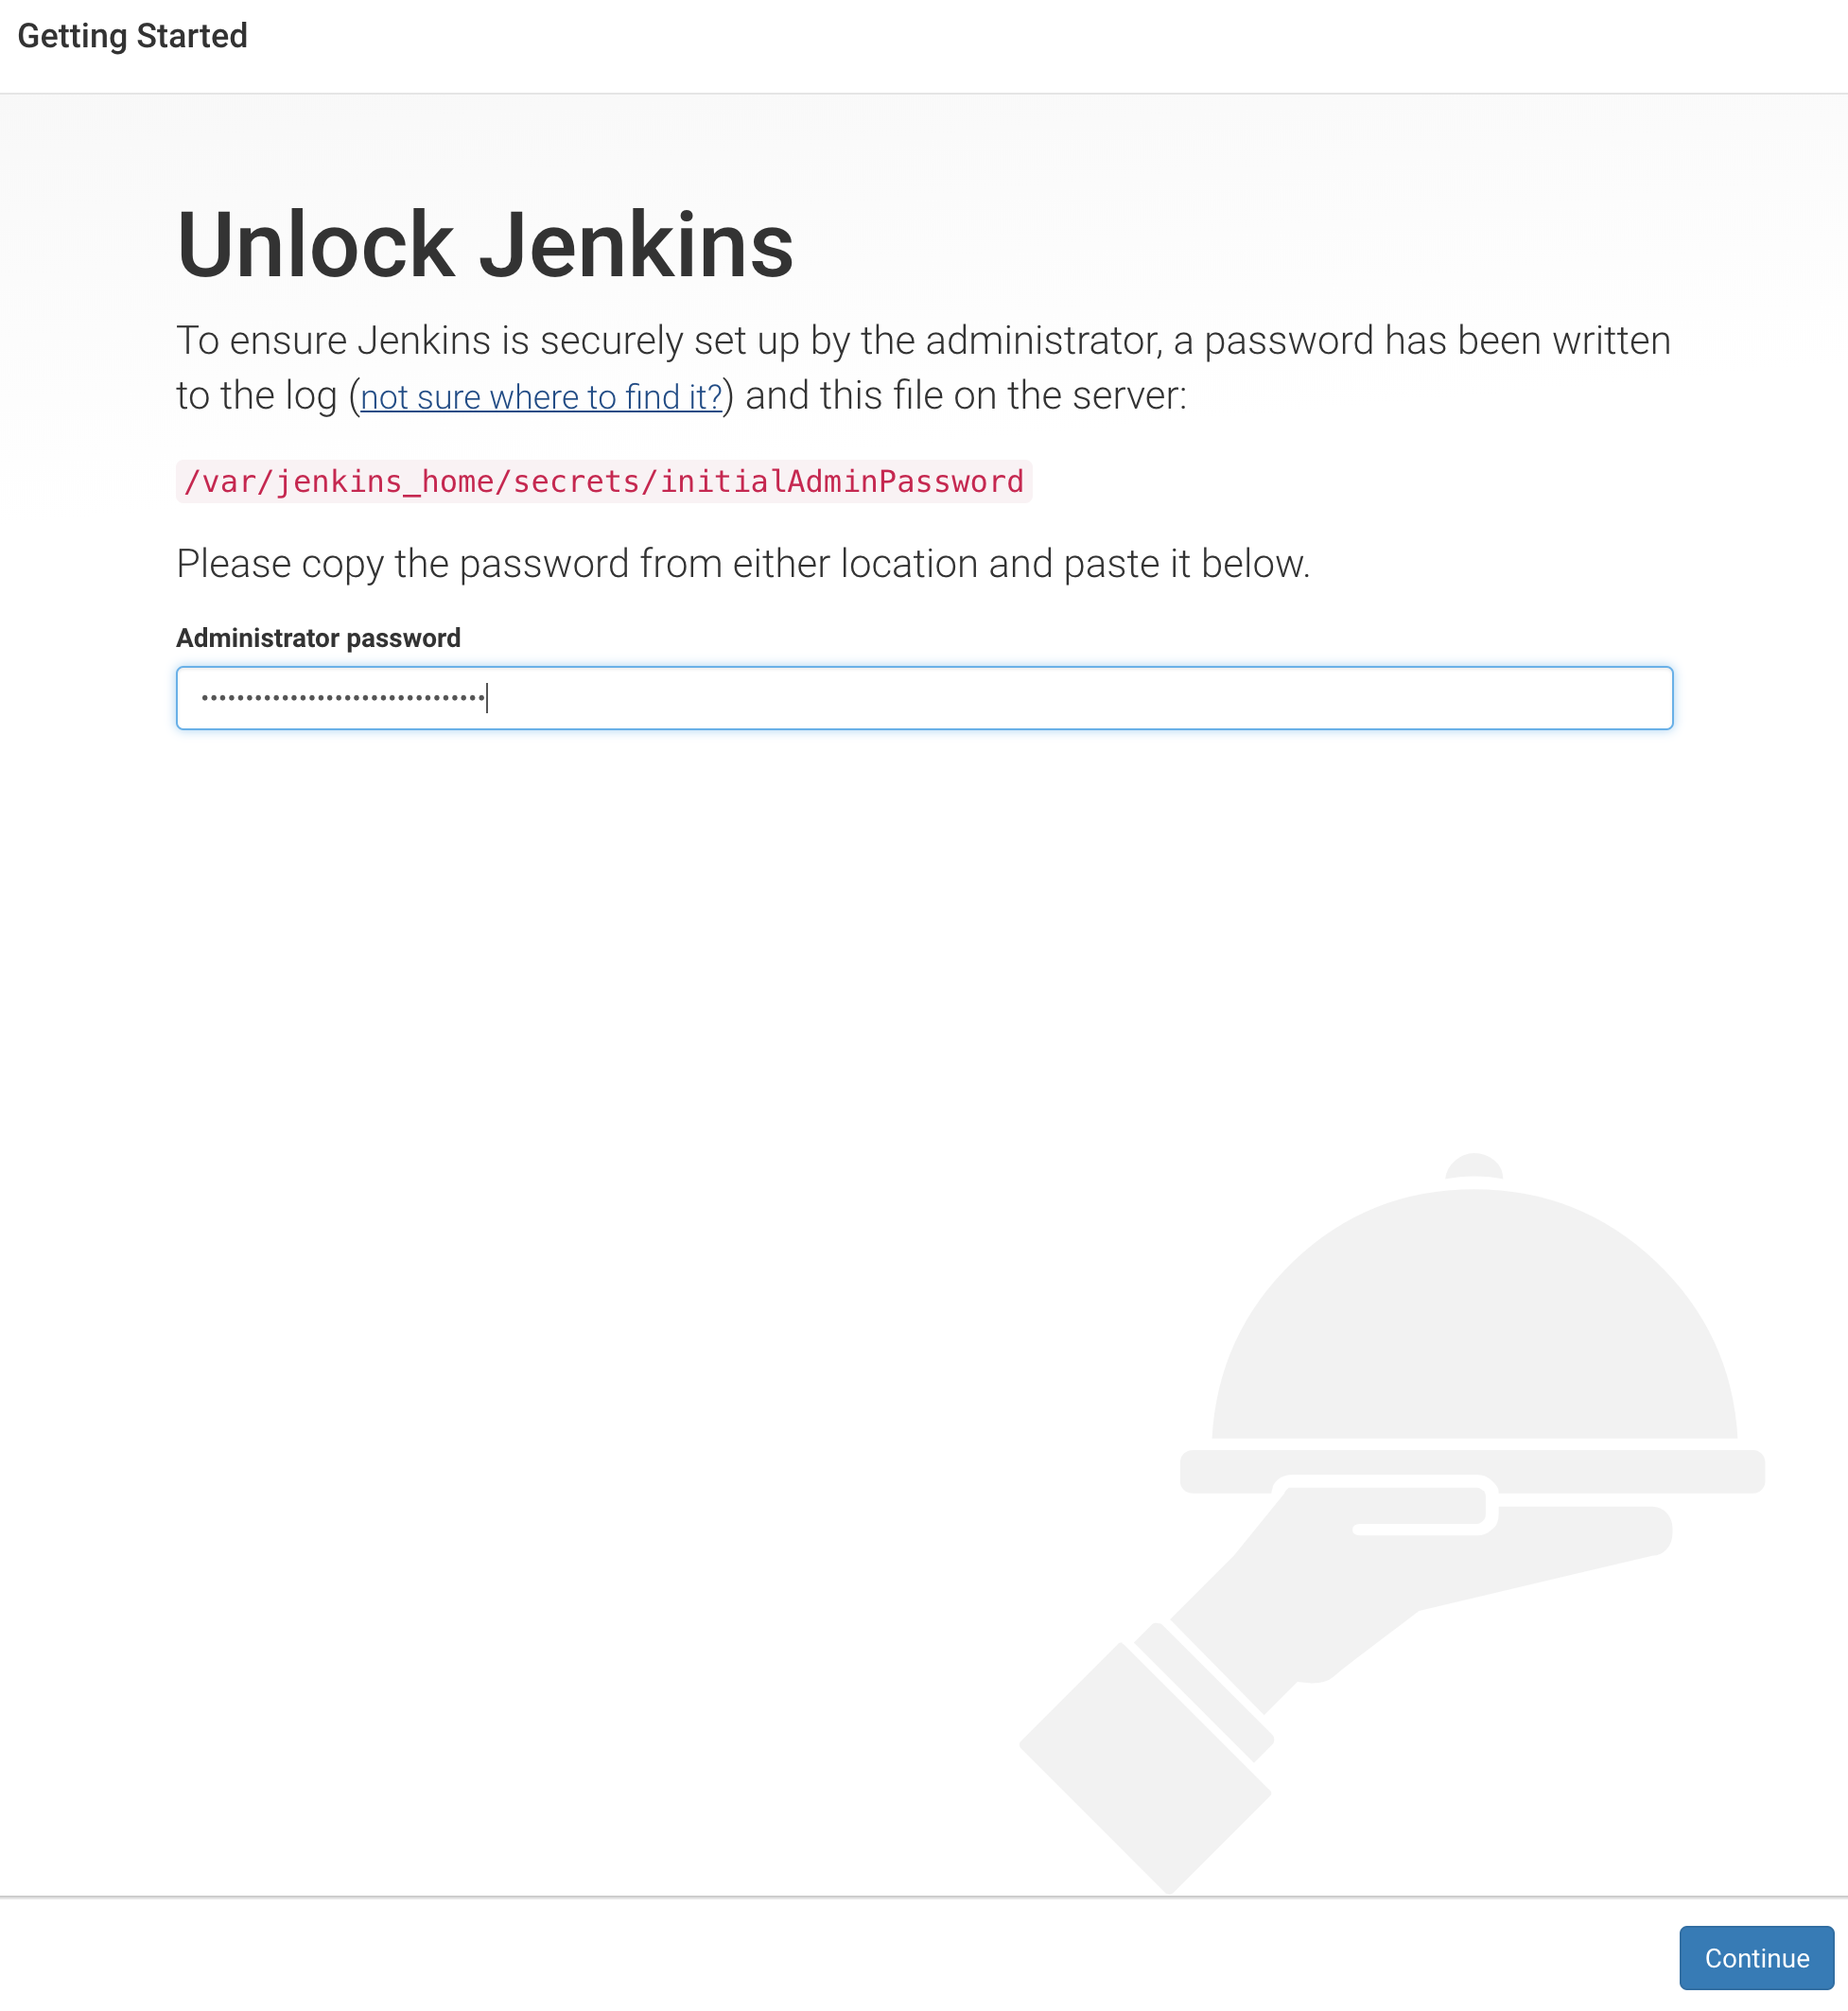 Getting Started
Unlock Jenkins
To ensure Jenkins is securely set up by the administrator, a password has been written
to the log (not sure where to find it?) and this file on the server:
/var/jenkins_home/secrets/initialAdminPassword
Please copy the password from either location and paste it below.
Administrator password
••••••••••••••••••••••••••••••••
Continue